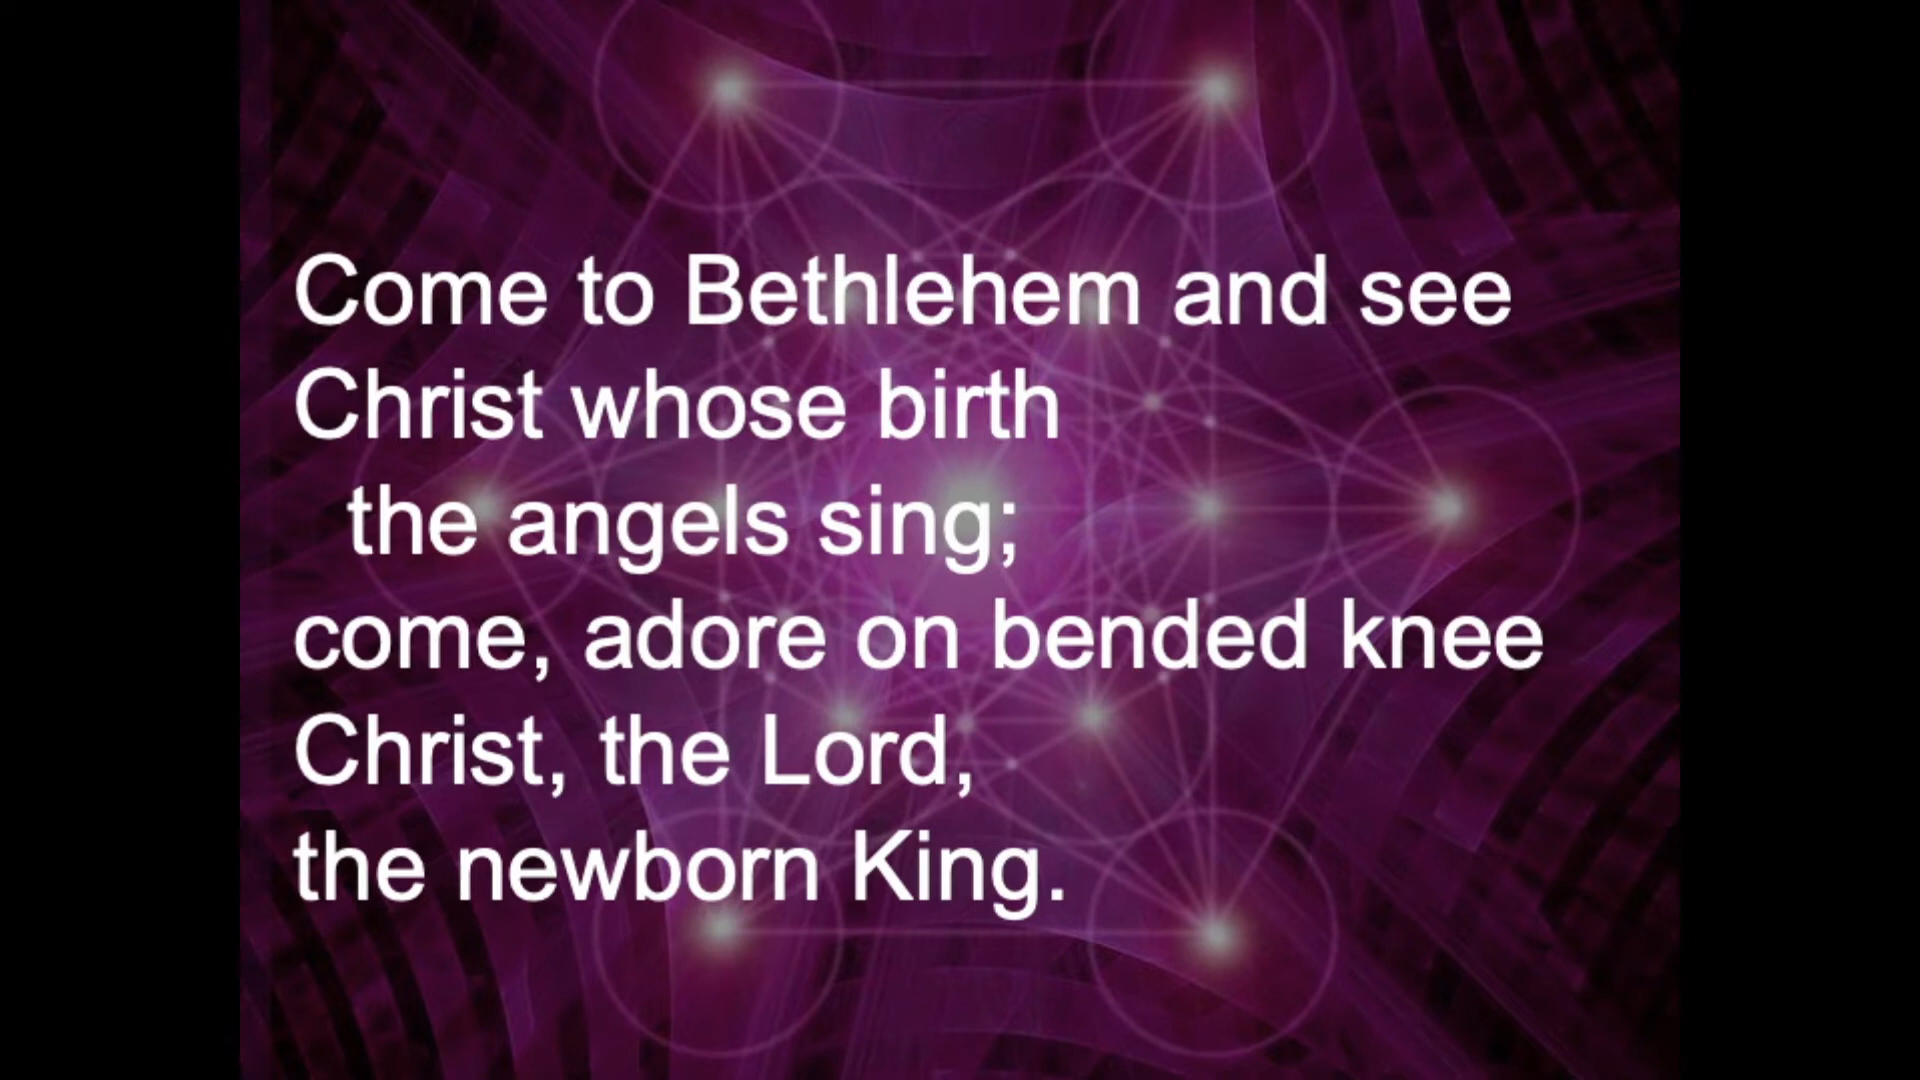 Come to Bethlehem and see
Christ whose birth
the angels sing;
come, adore on bended knee
Christ, the Lord,
the newborn King.